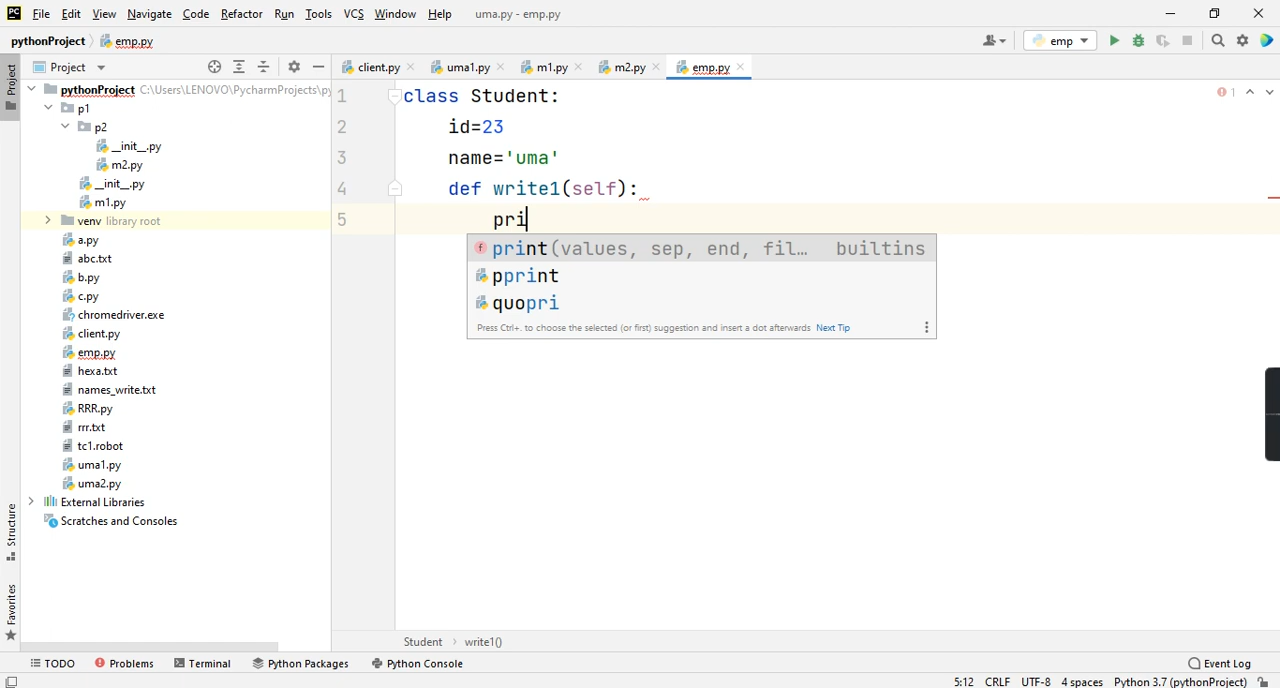 PC File Edit View Navigate Code Refactor Run Tools VCS Window Help uma.py - emp.py
pythonProject emp.py emp
Project client.py uma1.py m1.py m2.py emp.py
Project
pythonProject C:\Users\LENOVO\PycharmProjects\py
p1
p2
__init__.py
m2.py
__init__.py
m1.py
venv library root
a.py
abc.txt
b.py
c.py
chromedriver.exe
client.py
emp.py
hexa.txt
names_write.txt
RRR.py
rrr.txt
tc1.robot
uma1.py
uma2.py
External Libraries
Scratches and Consoles
Structure
Favorites
1 class Student:
2 id=23
3 name='uma'
4 def write1(self):
5 pri
1
print(values, sep, end, fil... builtins
pprint
quopri
Press Ctrl+. to choose the selected (or first) suggestion and insert a dot afterwards Next Tip
Student write1()
TODO Problems Terminal Python Packages Python Console Event Log
5:12 CRLF UTF-8 4 spaces Python 3.7 (pythonProject)